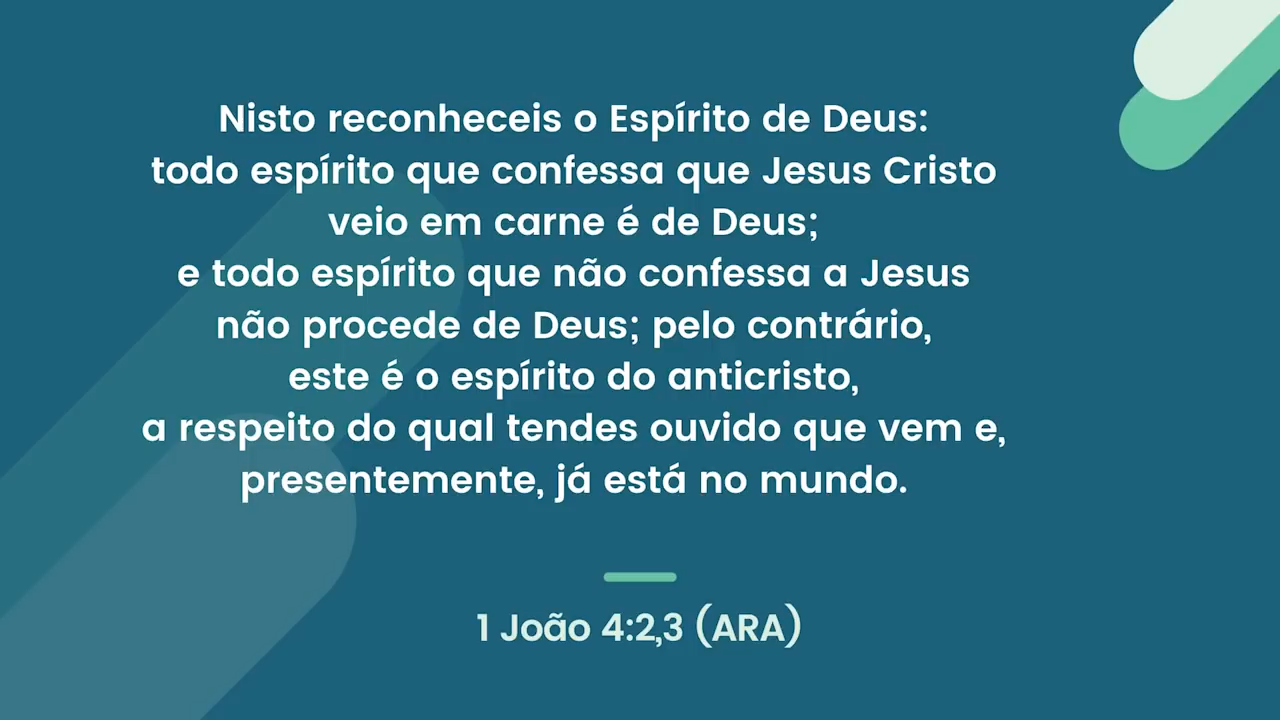 Nisto reconheceis o Espírito de Deus:
todo espírito que confessa que Jesus Cristo
veio em carne é de Deus;
e todo espírito que não confessa a Jesus
não procede de Deus; pelo contrário,
este é o espírito do anticristo,
a respeito do qual tendes ouvido que vem e,
presentemente, já está no mundo.
1 João 4:2,3 (ARA)